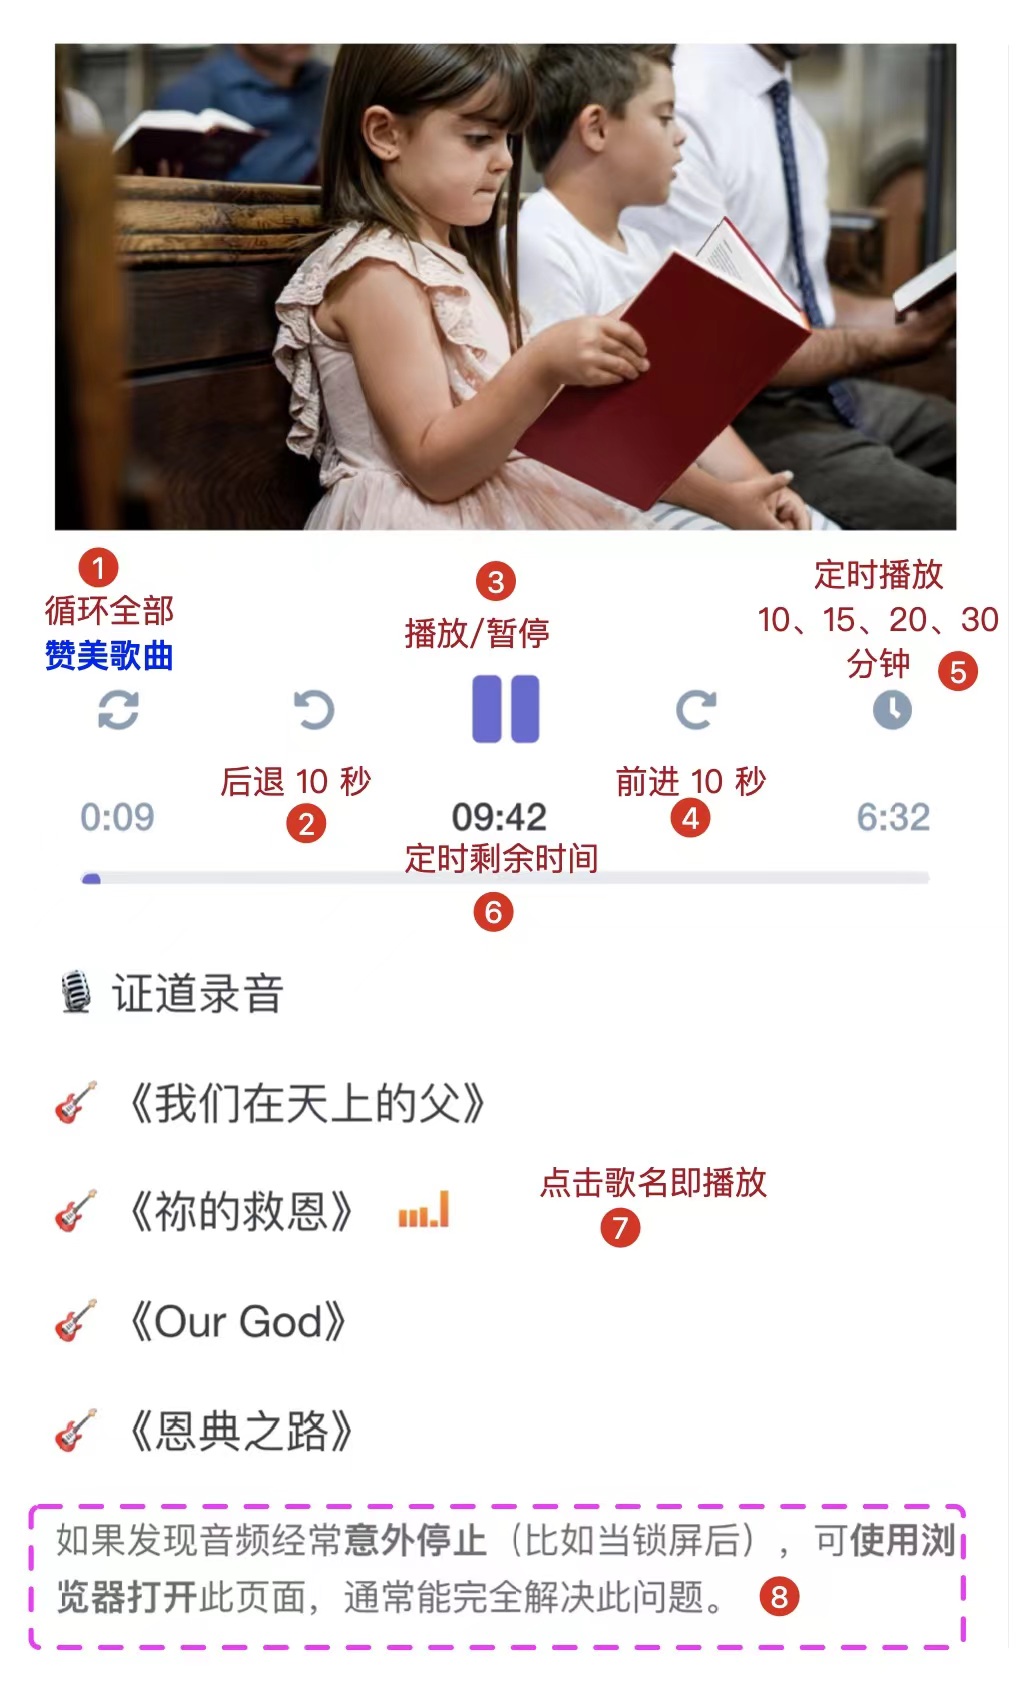 1
循环全部
赞美歌曲
3
播放/暂停
定时播放
10、15、20、30
分钟 5
后退 10 秒
2
前进 10 秒
4
0:09
09:42
6:32
定时剩余时间
6
证道录音
《我们在天上的父》
《祢的救恩》
点击歌名即播放
7
《Our God》
《恩典之路》
如果发现音频经常意外停止（比如当锁屏后），可使用浏
览器打开此页面，通常能完全解决此问题。 8